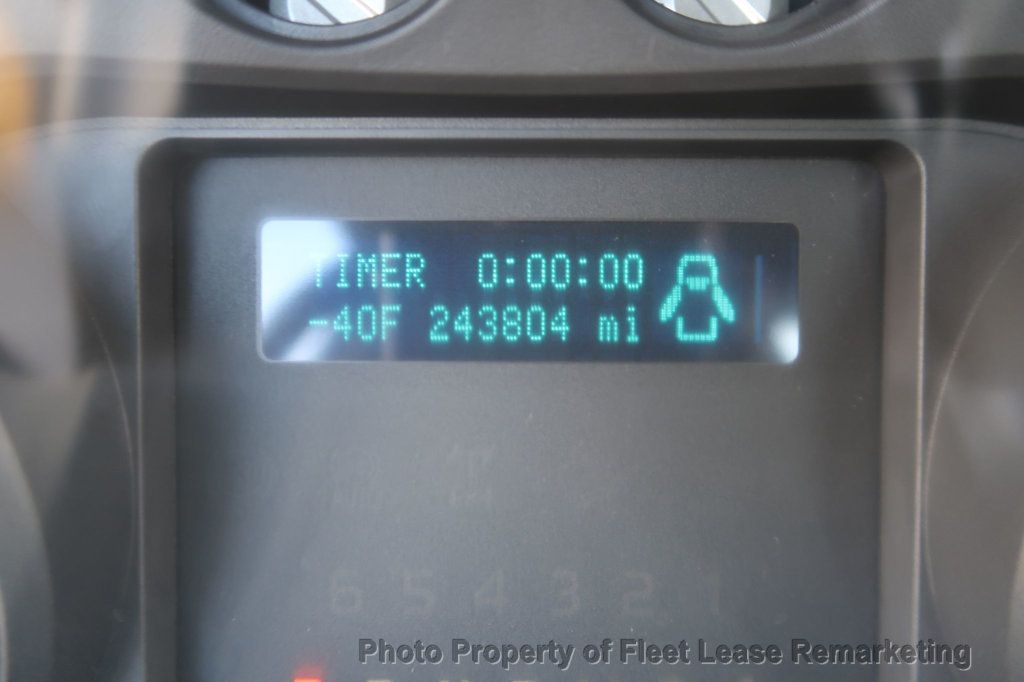 TIMER 0:00:00
-40F 243804 mi
6 5 4 3 2 1
Photo Property of Fleet Lease Remarketing